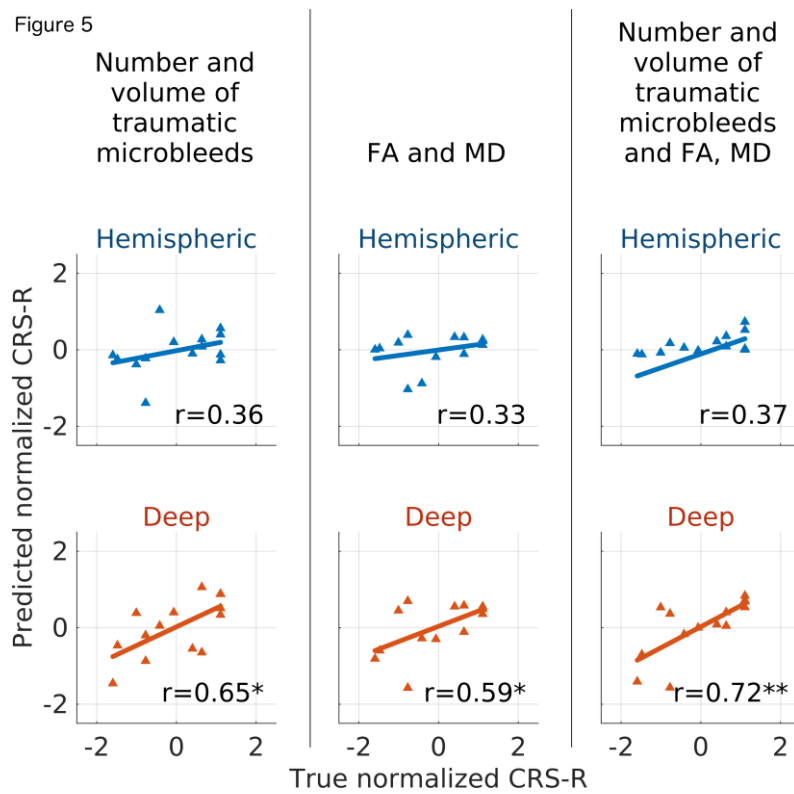 Figure 5
Number and
volume of
traumatic
microbleeds
FA and MD
Number and
volume of
traumatic
microbleeds
and FA, MD
Hemispheric
Hemispheric
Hemispheric
2
0
-2
r=0.36
r=0.33
r=0.37
Predicted normalized CRS-R
Deep
Deep
Deep
2
0
-2
r=0.65*
r=0.59*
r=0.72**
-2 0 2
-2 0 2
-2 0 2
True normalized CRS-R